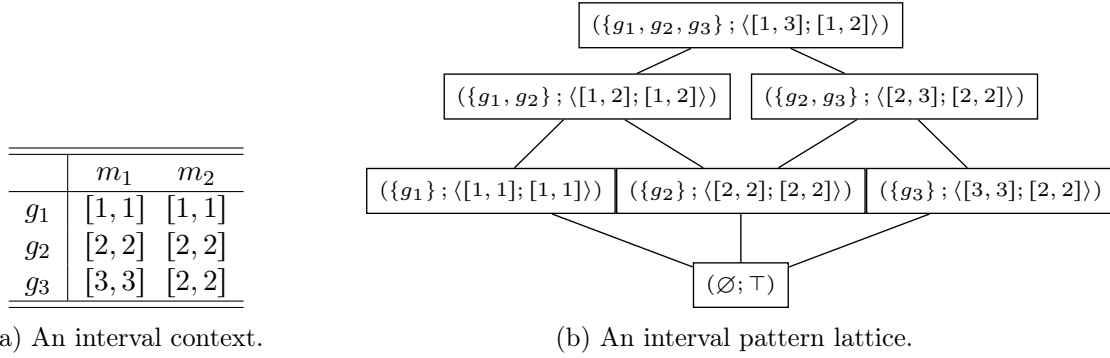 ({g₁, g₂, g₃} ; ⟨[1, 3]; [1, 2]⟩)
({g₁, g₂} ; ⟨[1, 2]; [1, 2]⟩) ({g₂, g₃} ; ⟨[2, 3]; [2, 2]⟩)
({g₁} ; ⟨[1, 1]; [1, 1]⟩) ({g₂} ; ⟨[2, 2]; [2, 2]⟩) ({g₃} ; ⟨[3, 3]; [2, 2]⟩)
(∅; ⊤)
m₁ m₂
g₁ [1, 1] [1, 1]
g₂ [2, 2] [2, 2]
g₃ [3, 3] [2, 2]
a) An interval context.
(b) An interval pattern lattice.